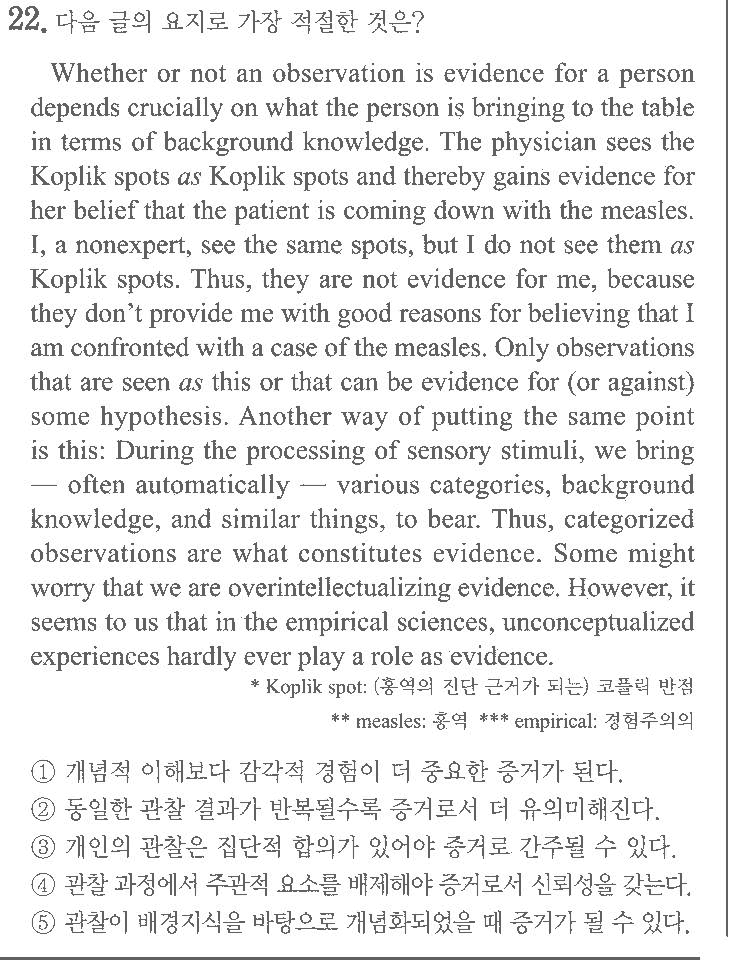 22. 다음 글의 요지로 가장 적절한 것은?
Whether or not an observation is evidence for a person
depends crucially on what the person is bringing to the table
in terms of background knowledge. The physician sees the
Koplik spots as Koplik spots and thereby gains evidence for
her belief that the patient is coming down with the measles.
I, a nonexpert, see the same spots, but I do not see them as
Koplik spots. Thus, they are not evidence for me, because
they don’t provide me with good reasons for believing that I
am confronted with a case of the measles. Only observations
that are seen as this or that can be evidence for (or against)
some hypothesis. Another way of putting the same point
is this: During the processing of sensory stimuli, we bring
— often automatically — various categories, background
knowledge, and similar things, to bear. Thus, categorized
observations are what constitutes evidence. Some might
worry that we are overintellectualizing evidence. However, it
seems to us that in the empirical sciences, unconceptualized
experiences hardly ever play a role as evidence.
* Koplik spot: (홍역의 진단 근거가 되는) 코플릭 반점
** measles: 홍역 *** empirical: 경험주의의
① 개념적 이해보다 감각적 경험이 더 중요한 증거가 된다.
② 동일한 관찰 결과가 반복될수록 증거로서 더 유의미해진다.
③ 개인의 관찰은 집단적 합의가 있어야 증거로 간주될 수 있다.
④ 관찰 과정에서 주관적 요소를 배제해야 증거로서 신뢰성을 갖는다.
⑤ 관찰이 배경지식을 바탕으로 개념화되었을 때 증거가 될 수 있다.